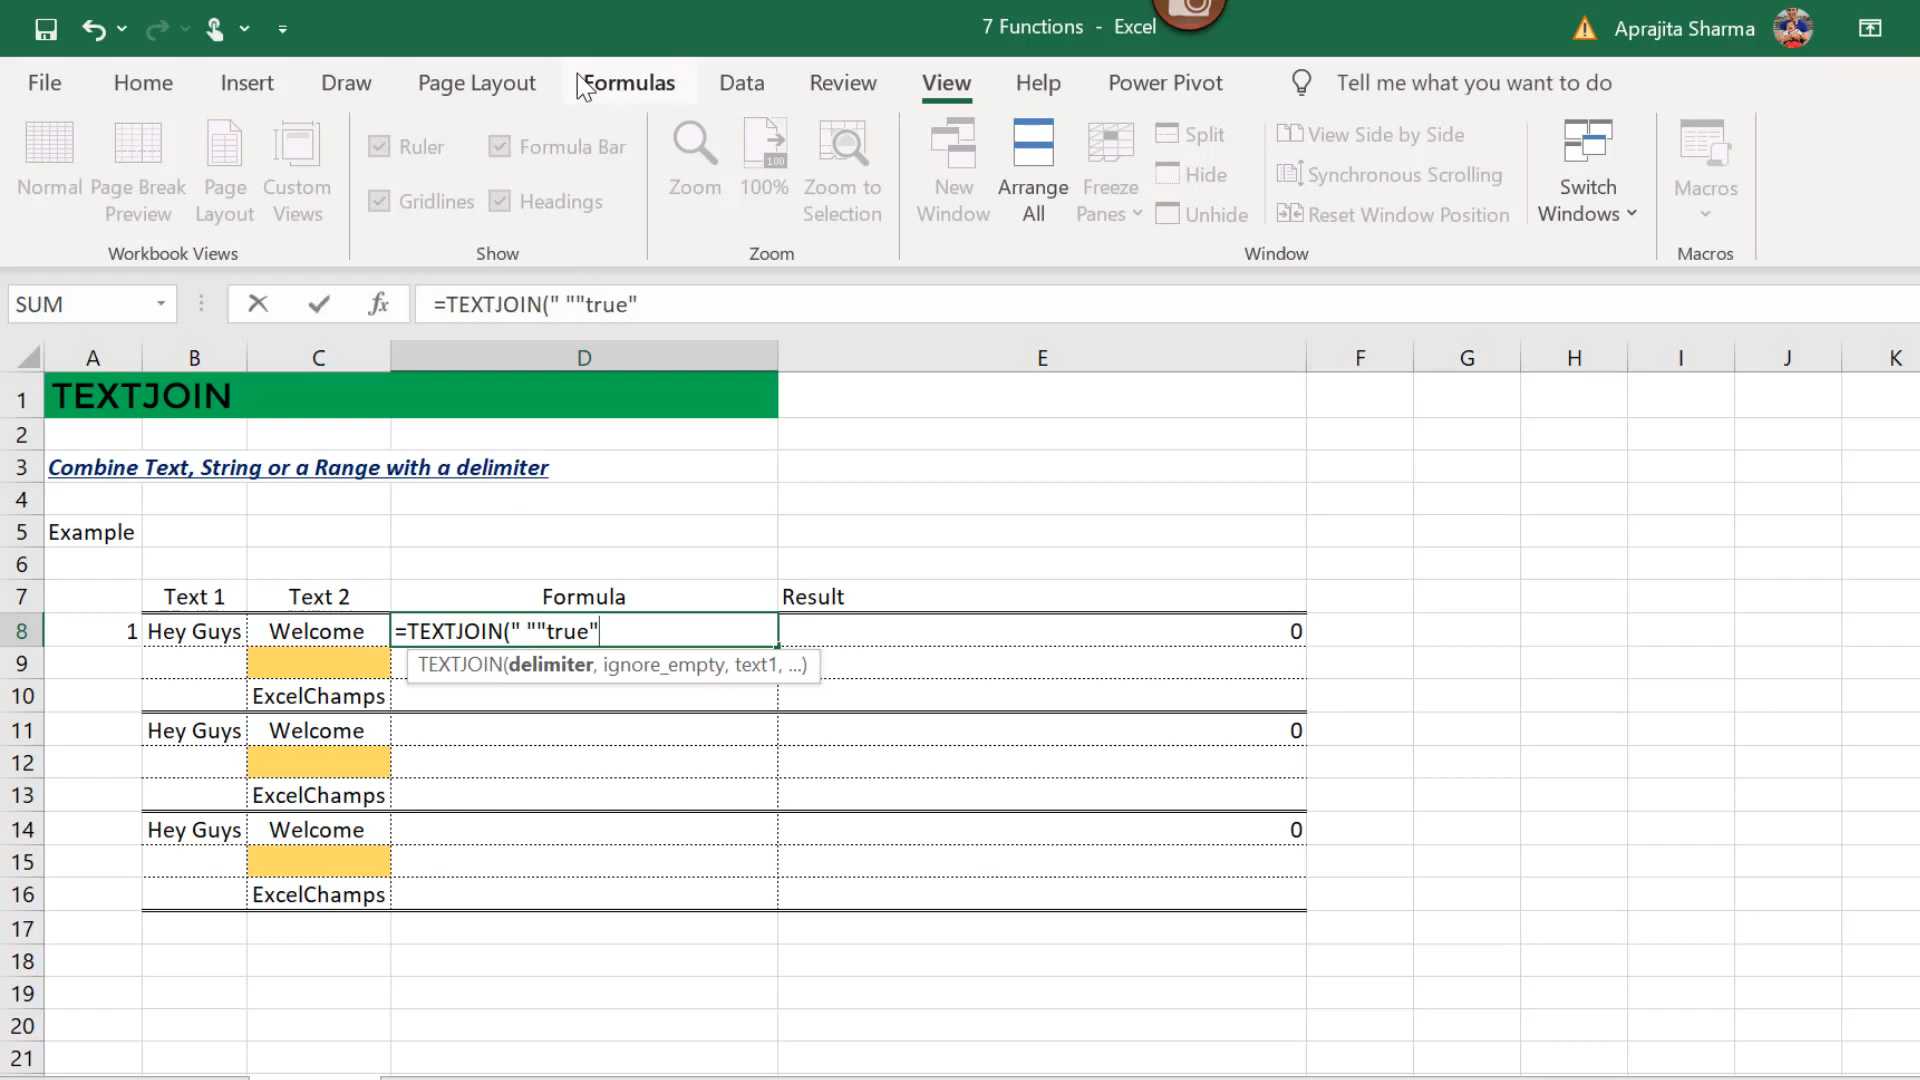 7 Functions - Excel
Aprajita Sharma
File Home Insert Draw Page Layout Formulas Data Review View Help Power Pivot Tell me what you want to do
Normal
Page Break
Preview
Page
Layout
Custom
Views
Workbook Views
Ruler
Formula Bar
Gridlines
Headings
Show
Zoom
100
100%
Zoom to
Selection
Zoom
New
Window
Arrange
All
Freeze
Panes
Split
Hide
Unhide
View Side by Side
Synchronous Scrolling
Reset Window Position
Window
Switch
Windows
Macros
Macros
SUM fx =TEXTJOIN(" ""true"
A B C D E F G H I J K
1 TEXTJOIN
2
3 Combine Text, String or a Range with a delimiter
4
5 Example
6
7 Text 1 Text 2 Formula Result
8 1 Hey Guys Welcome =TEXTJOIN(" ""true" 0
9 TEXTJOIN(delimiter, ignore_empty, text1, ...)
10 ExcelChamps
11 Hey Guys Welcome 0
12
13 ExcelChamps
14 Hey Guys Welcome 0
15
16 ExcelChamps
17
18
19
20
21